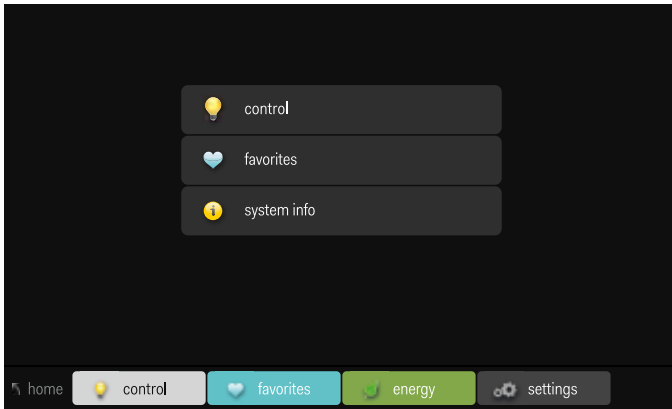 control
favorites
system info
home control favorites energy settings